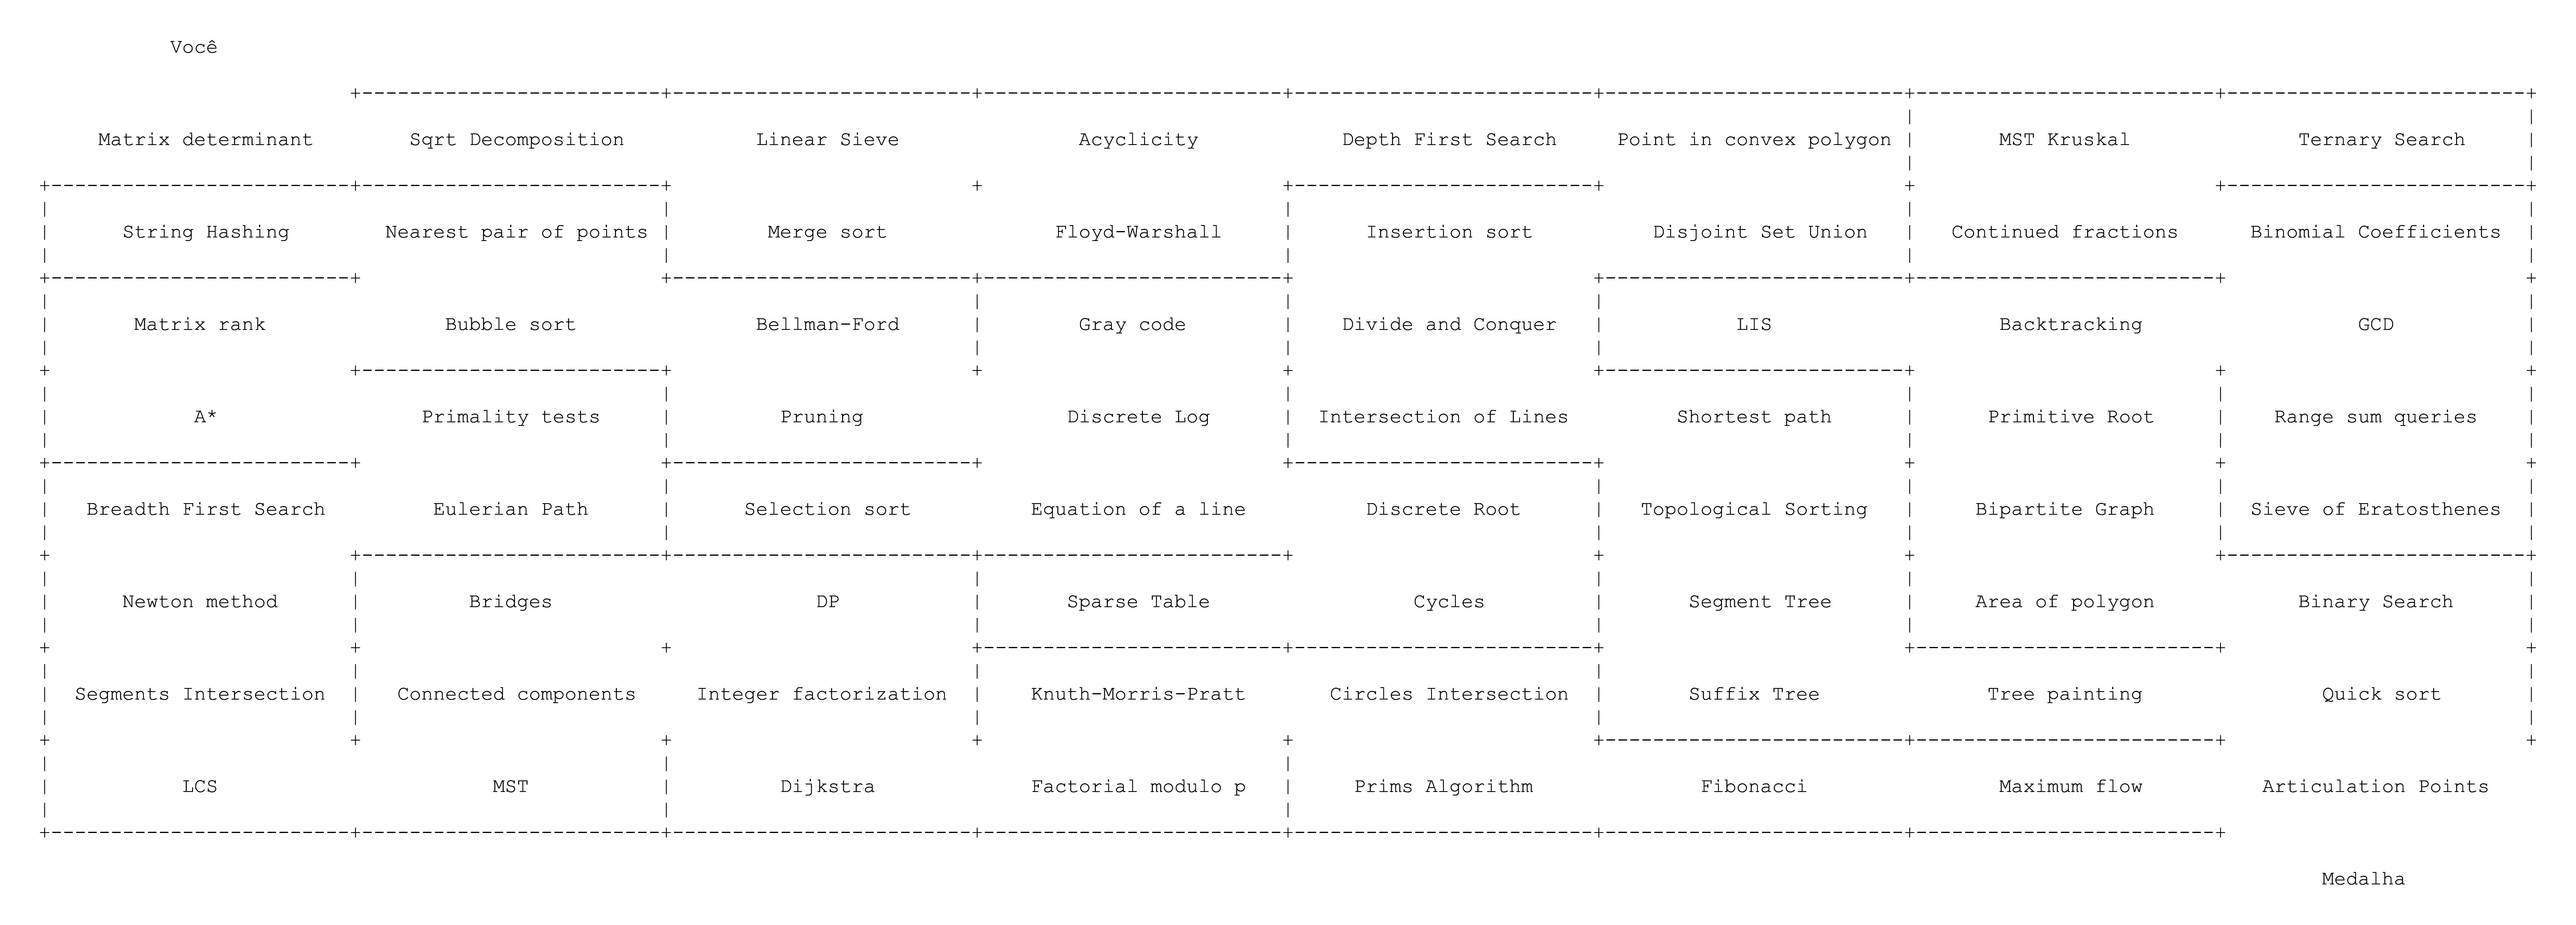 Você
Matrix determinant Sqrt Decomposition Linear Sieve Acyclicity Depth First Search Point in convex polygon MST Kruskal Ternary Search
String Hashing Nearest pair of points Merge sort Floyd-Warshall Insertion sort Disjoint Set Union Continued fractions Binomial Coefficients
Matrix rank Bubble sort Bellman-Ford Gray code Divide and Conquer LIS Backtracking GCD
A* Primality tests Pruning Discrete Log Intersection of Lines Shortest path Primitive Root Range sum queries
Breadth First Search Eulerian Path Selection sort Equation of a line Discrete Root Topological Sorting Bipartite Graph Sieve of Eratosthenes
Newton method Bridges DP Sparse Table Cycles Segment Tree Area of polygon Binary Search
Segments Intersection Connected components Integer factorization Knuth-Morris-Pratt Circles Intersection Suffix Tree Tree painting Quick sort
LCS MST Dijkstra Factorial modulo p Prims Algorithm Fibonacci Maximum flow Articulation Points
Medalha